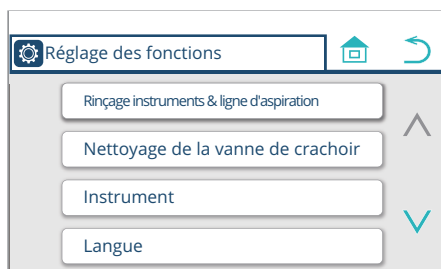 Réglage des fonctions
Rinçage instruments & ligne d'aspiration
Nettoyage de la vanne de crachoir
Instrument
Langue